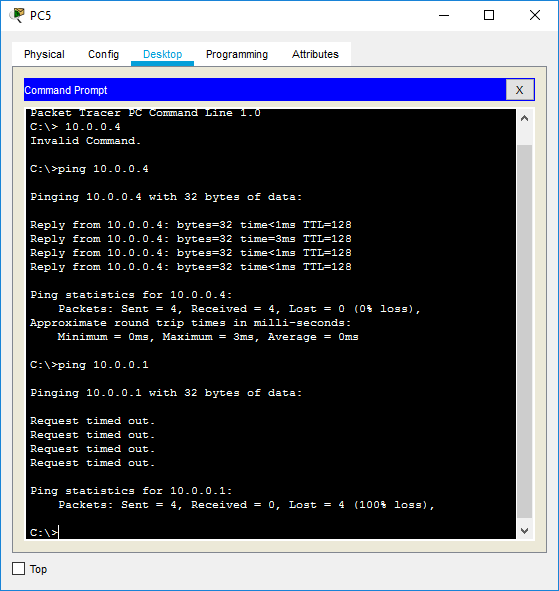 PC5
Physical Config Desktop Programming Attributes
Command Prompt
X
Packet Tracer PC Command Line 1.0
C:\> 10.0.0.4
Invalid Command.
C:\>ping 10.0.0.4
Pinging 10.0.0.4 with 32 bytes of data:
Reply from 10.0.0.4: bytes=32 time<1ms TTL=128
Reply from 10.0.0.4: bytes=32 time=3ms TTL=128
Reply from 10.0.0.4: bytes=32 time<1ms TTL=128
Reply from 10.0.0.4: bytes=32 time<1ms TTL=128
Ping statistics for 10.0.0.4:
Packets: Sent = 4, Received = 4, Lost = 0 (0% loss),
Approximate round trip times in milli-seconds:
Minimum = 0ms, Maximum = 3ms, Average = 0ms
C:\>ping 10.0.0.1
Pinging 10.0.0.1 with 32 bytes of data:
Request timed out.
Request timed out.
Request timed out.
Request timed out.
Ping statistics for 10.0.0.1:
Packets: Sent = 4, Received = 0, Lost = 4 (100% loss),
C:\>
Top